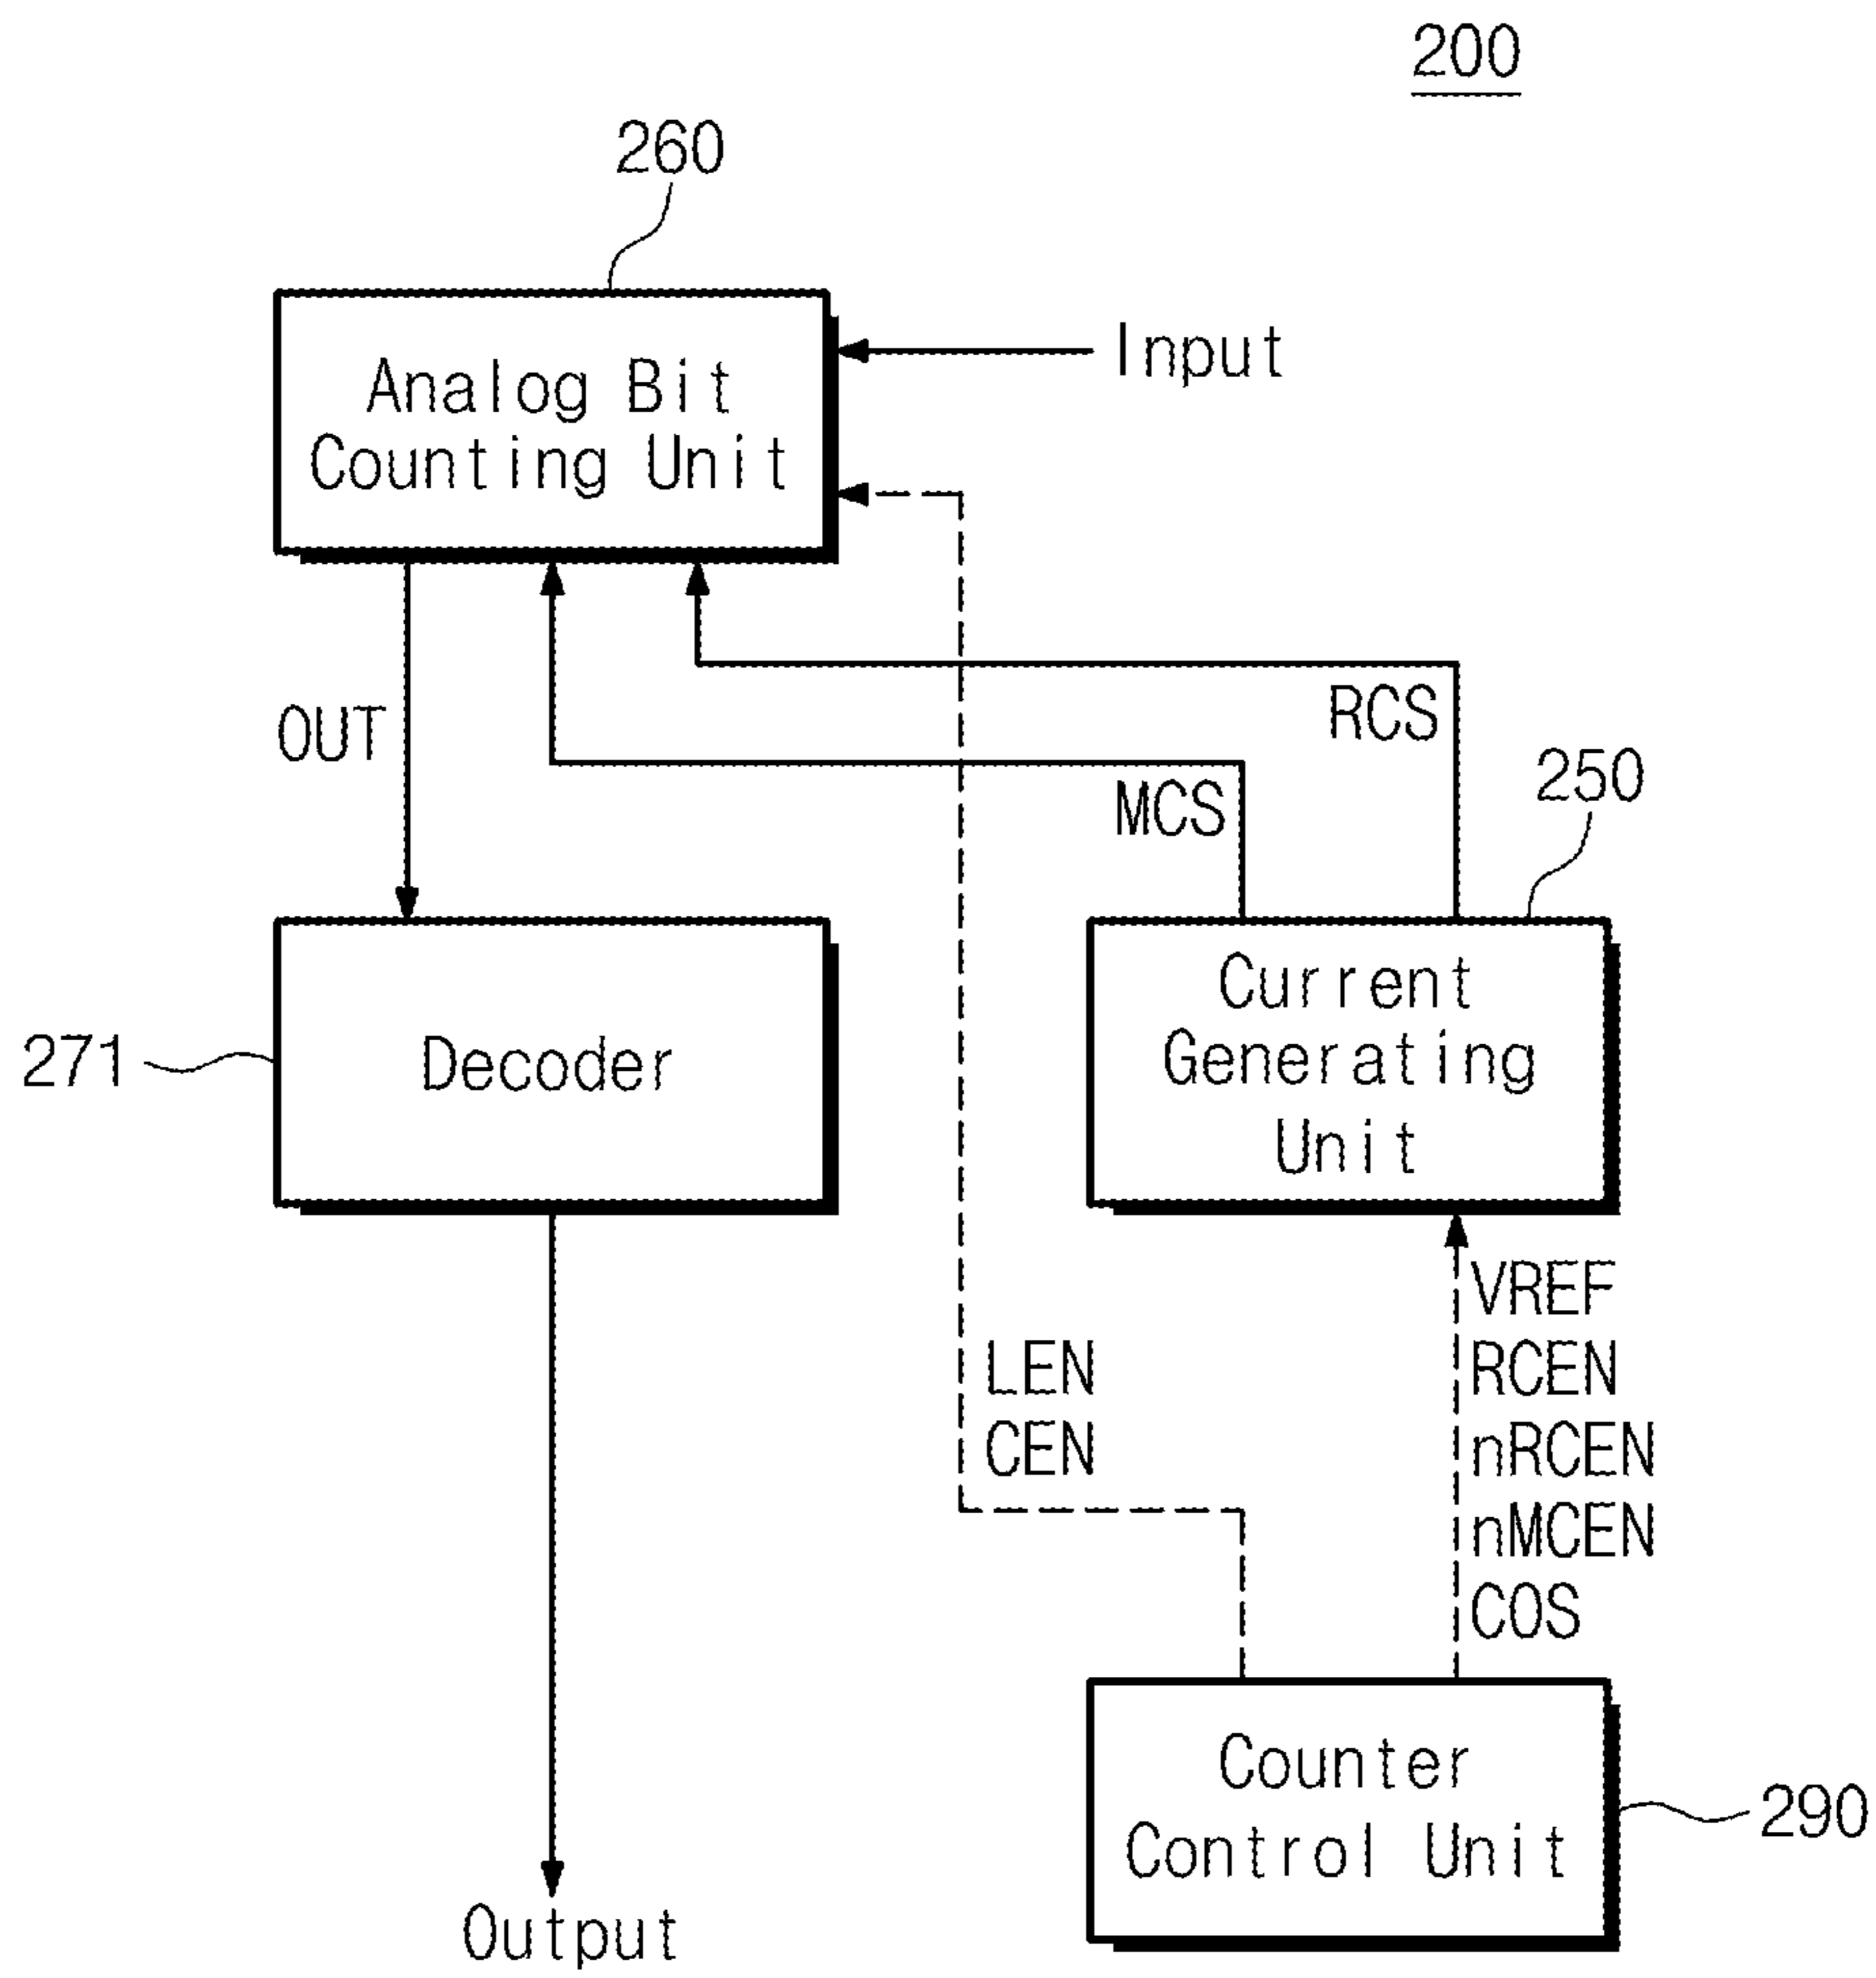 200
260
Analog Bit
Counting Unit
Input
OUT
RCS
MCS
250
271
Decoder
Current
Generating
Unit
VREF
RCEN
nRCEN
nMCEN
COS
LEN
CEN
Counter
Control Unit
290
Output